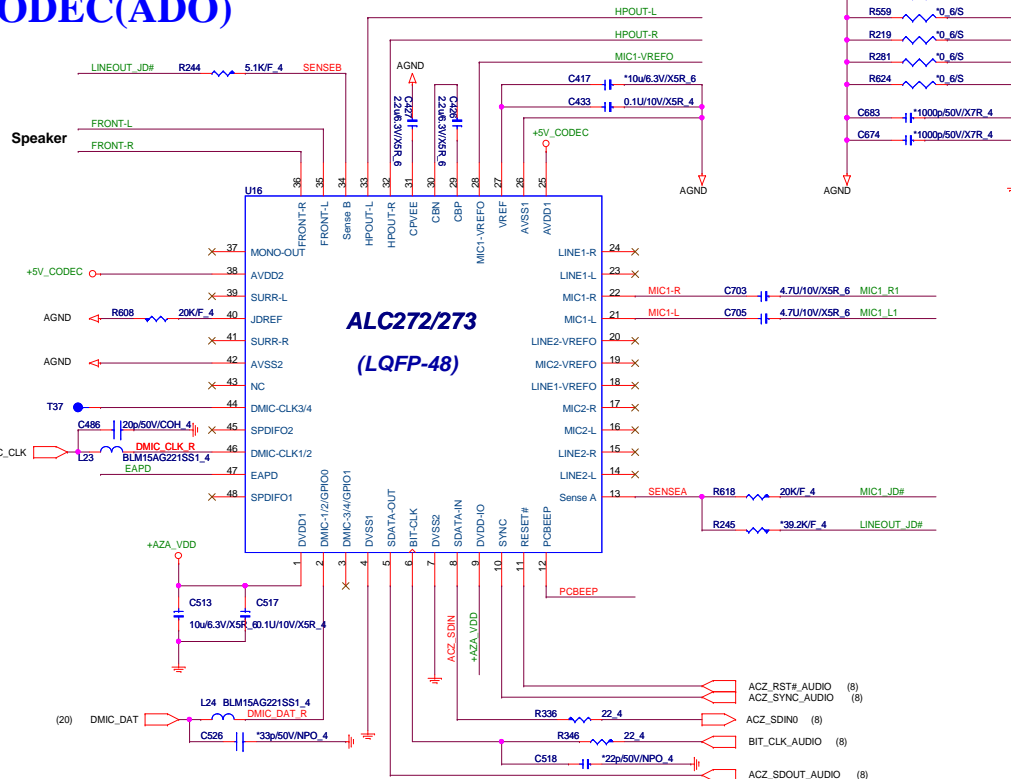 ODEC(ADO)
HPOUT-L
HPOUT-R
MIC1-VREFO
R559 *0_6/S
R219 *0_6/S
R281 *0_6/S
R624 *0_6/S
C683 *1000p/50V/X7R_4
C674 *1000p/50V/X7R_4
AGND
LINEOUT_JD# R244 5.1K/F_4 SENSEB
AGND
C427
2.2u/6.3V/X5R_6
C426
2.2u/6.3V/X5R_6
C417 *10u/6.3V/X5R_6
C433 0.1U/10V/X5R_4
+5V_CODEC
AGND
Speaker
FRONT-L
FRONT-R
U16
36 35 34 33 32 31 30 29 28 27 26 25
FRONT-R
FRONT-L
Sense B
HPOUT-L
HPOUT-R
CPVEE
CBN
CBP
MIC1-VREFO
VREF
AVSS1
AVDD1
37 MONO-OUT
+5V_CODEC 38 AVDD2
39 SURR-L
AGND R608 20K/F_4 40 JDREF
41 SURR-R
AGND 42 AVSS2
43 NC
T37 44 DMIC-CLK3/4
C486 20p/50V/COH_4 45 SPDIFO2
C_CLK L23 BLM15AG221SS1_4 DMIC_CLK_R 46 DMIC-CLK1/2
EAPD 47 EAPD
48 SPDIFO1
ALC272/273
(LQFP-48)
LINE1-R 24
LINE1-L 23
MIC1-R 22 MIC1-R C703 4.7U/10V/X5R_6 MIC1_R1
MIC1-L 21 MIC1-L C705 4.7U/10V/X5R_6 MIC1_L1
LINE2-VREFO 20
MIC2-VREFO 19
LINE1-VREFO 18
MIC2-R 17
MIC2-L 16
LINE2-R 15
LINE2-L 14
Sense A 13 SENSEA R618 20K/F_4 MIC1_JD#
R245 *39.2K/F_4 LINEOUT_JD#
DVDD1
DMIC-1/2/GPIO0
DMIC-3/4/GPIO1
DVSS1
SDATA-OUT
BIT-CLK
DVSS2
SDATA-IN
DVDD-IO
SYNC
RESET#
PCBEEP
1 2 3 4 5 6 7 8 9 10 11 12
+AZA_VDD
PCBEEP
C513 C517
10u/6.3V/X5R_6 0.1U/10V/X5R_4
ACZ_SDIN
+AZA_VDD
(20) DMIC_DAT L24 BLM15AG221SS1_4
DMIC_DAT_R
C526 *33p/50V/NPO_4
ACZ_RST#_AUDIO (8)
ACZ_SYNC_AUDIO (8)
R336 22_4 ACZ_SDIN0 (8)
R346 22_4 BIT_CLK_AUDIO (8)
C518 *22p/50V/NPO_4
ACZ_SDOUT_AUDIO (8)